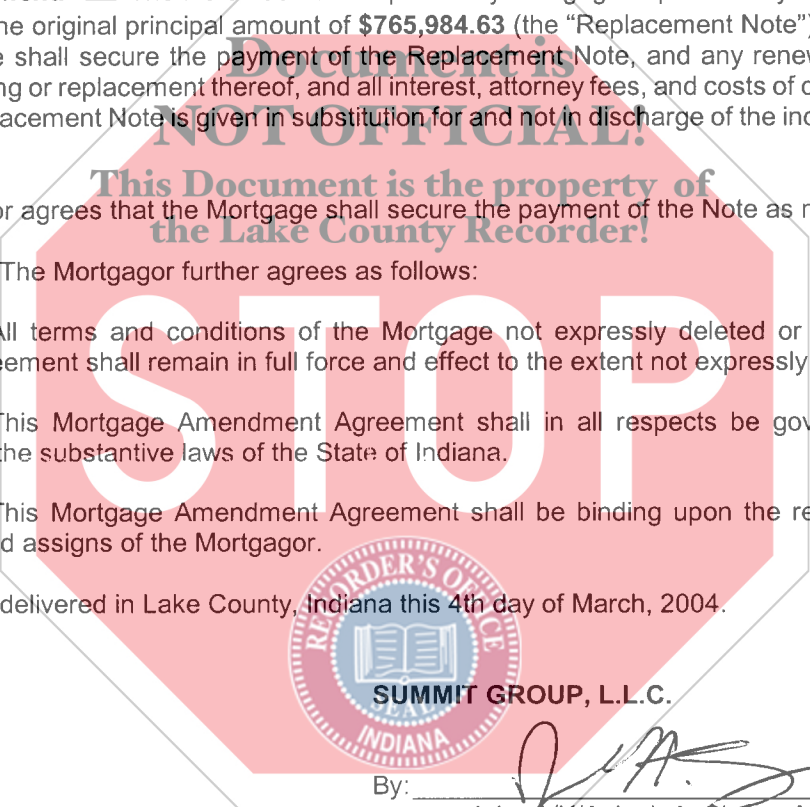 he original principal amount of $765,984.63 (the “Replacement Note”)
e shall secure the payment of the Replacement Note, and any renew
Document is
ng or replacement thereof, and all interest, attorney fees, and costs of c
acement Note is given in substitution for and not in discharge of the ind
NOT OFFICIAL!
This Document is the property of
or agrees that the Mortgage shall secure the payment of the Note as
the Lake County Recorder!
The Mortgagor further agrees as follows:
STOP
All terms and conditions of the Mortgage not expressly deleted or
eement shall remain in full force and effect to the extent not expressly
This Mortgage Amendment Agreement shall in all respects be gov
the substantive laws of the State of Indiana.
This Mortgage Amendment Agreement shall be binding upon the re
d assigns of the Mortgagor.
delivered in Lake County, Indiana this 4th day of March, 2004.
RECORDER'S OFFICE
SEAL
INDIANA
SUMMIT GROUP, L.L.C.
By: